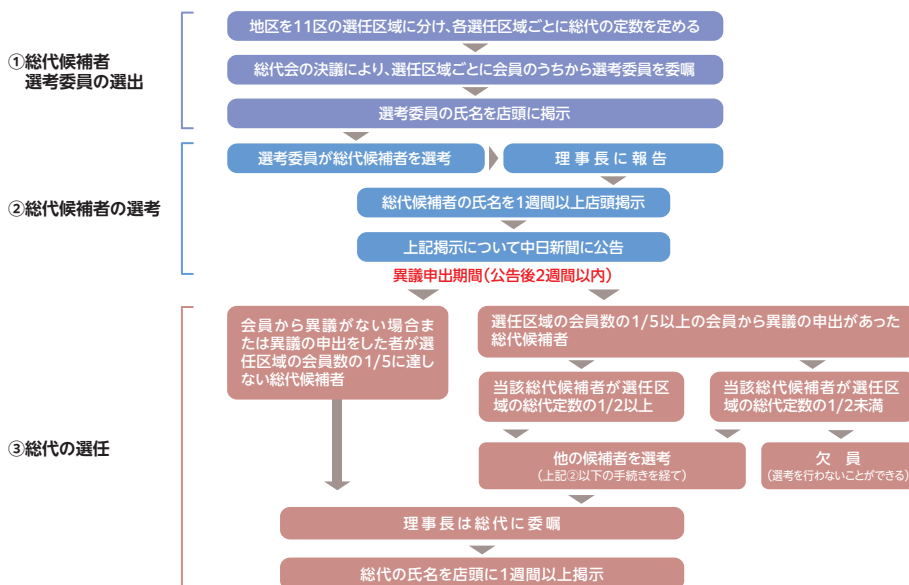 ①総代候補者
選考委員の選出
地区を11区の選任区域に分け、各選任区域ごとに総代の定数を定める
総代会の決議により、選任区域ごとに会員のうちから選考委員を委嘱
選考委員の氏名を店頭に掲示
②総代候補者の選考
選考委員が総代候補者を選考
理事長に報告
総代候補者の氏名を1週間以上店頭掲示
上記掲示について中日新聞に公告
異議申出期間(公告後2週間以内)
③総代の選任
会員から異議がない場合ま
たは異議の申出をした者が選
任区域の会員数の1/5に達し
ない総代候補者
選任区域の会員数の1/5以上の会員から異議の申出があった
総代候補者
当該総代候補者が選任区
域の総代定数の1/2以上
当該総代候補者が選任区
域の総代定数の1/2未満
他の候補者を選考
(上記②以下の手続きを経て)
欠員
(選考を行わないことができる)
理事長は総代に委嘱
総代の氏名を店頭に1週間以上掲示